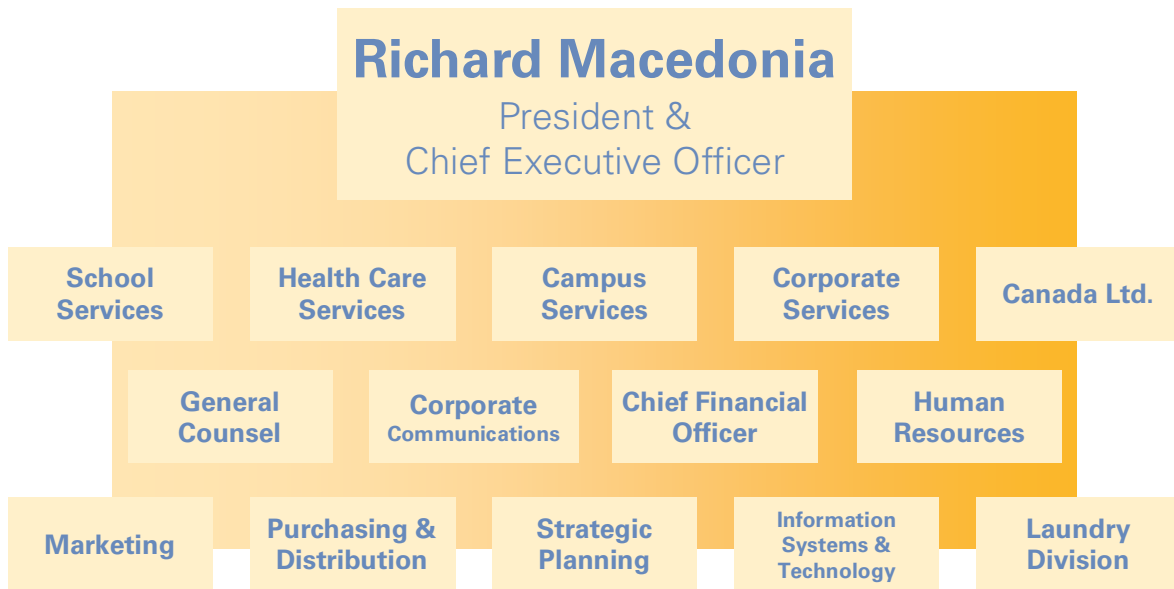 Richard Macedonia
President &
Chief Executive Officer
School
Services
Health Care
Services
Campus
Services
Corporate
Services
Canada Ltd.
General
Counsel
Corporate
Communications
Chief Financial
Officer
Human
Resources
Marketing
Purchasing &
Distribution
Strategic
Planning
Information
Systems &
Technology
Laundry
Division